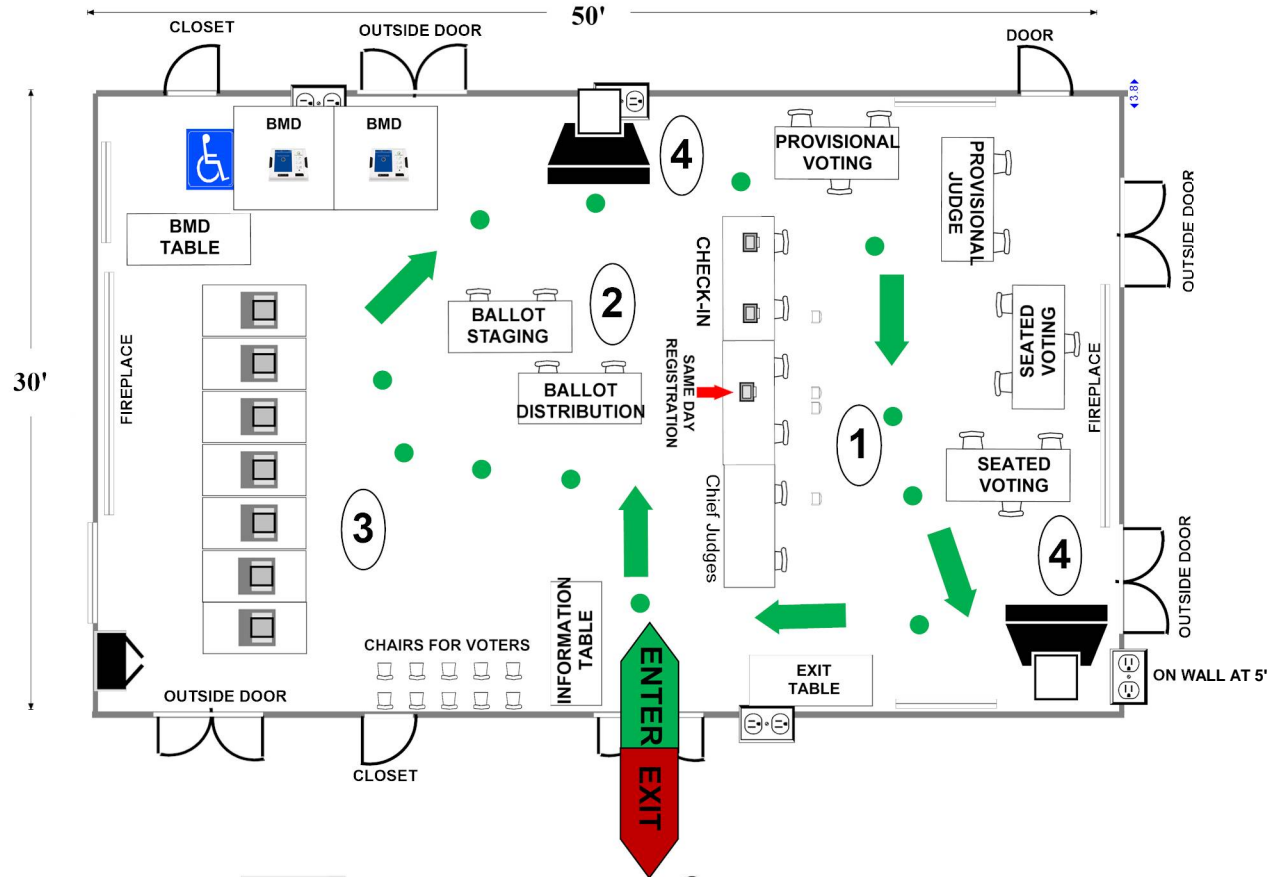 50'
CLOSET
OUTSIDE DOOR
DOOR
3.8
BMD
BMD
4
PROVISIONAL
VOTING
PROVISIONAL
JUDGE
BMD
TABLE
CHECK-IN
OUTSIDE DOOR
2
BALLOT
STAGING
SEATED
VOTING
30'
FIREPLACE
SAME DAY
REGISTRATION
BALLOT
DISTRIBUTION
FIREPLACE
1
SEATED
VOTING
Chief Judges
3
4
OUTSIDE DOOR
INFORMATION
TABLE
CHAIRS FOR VOTERS
ENTER
EXIT
TABLE
ON WALL AT 5'
OUTSIDE DOOR
CLOSET
EXIT